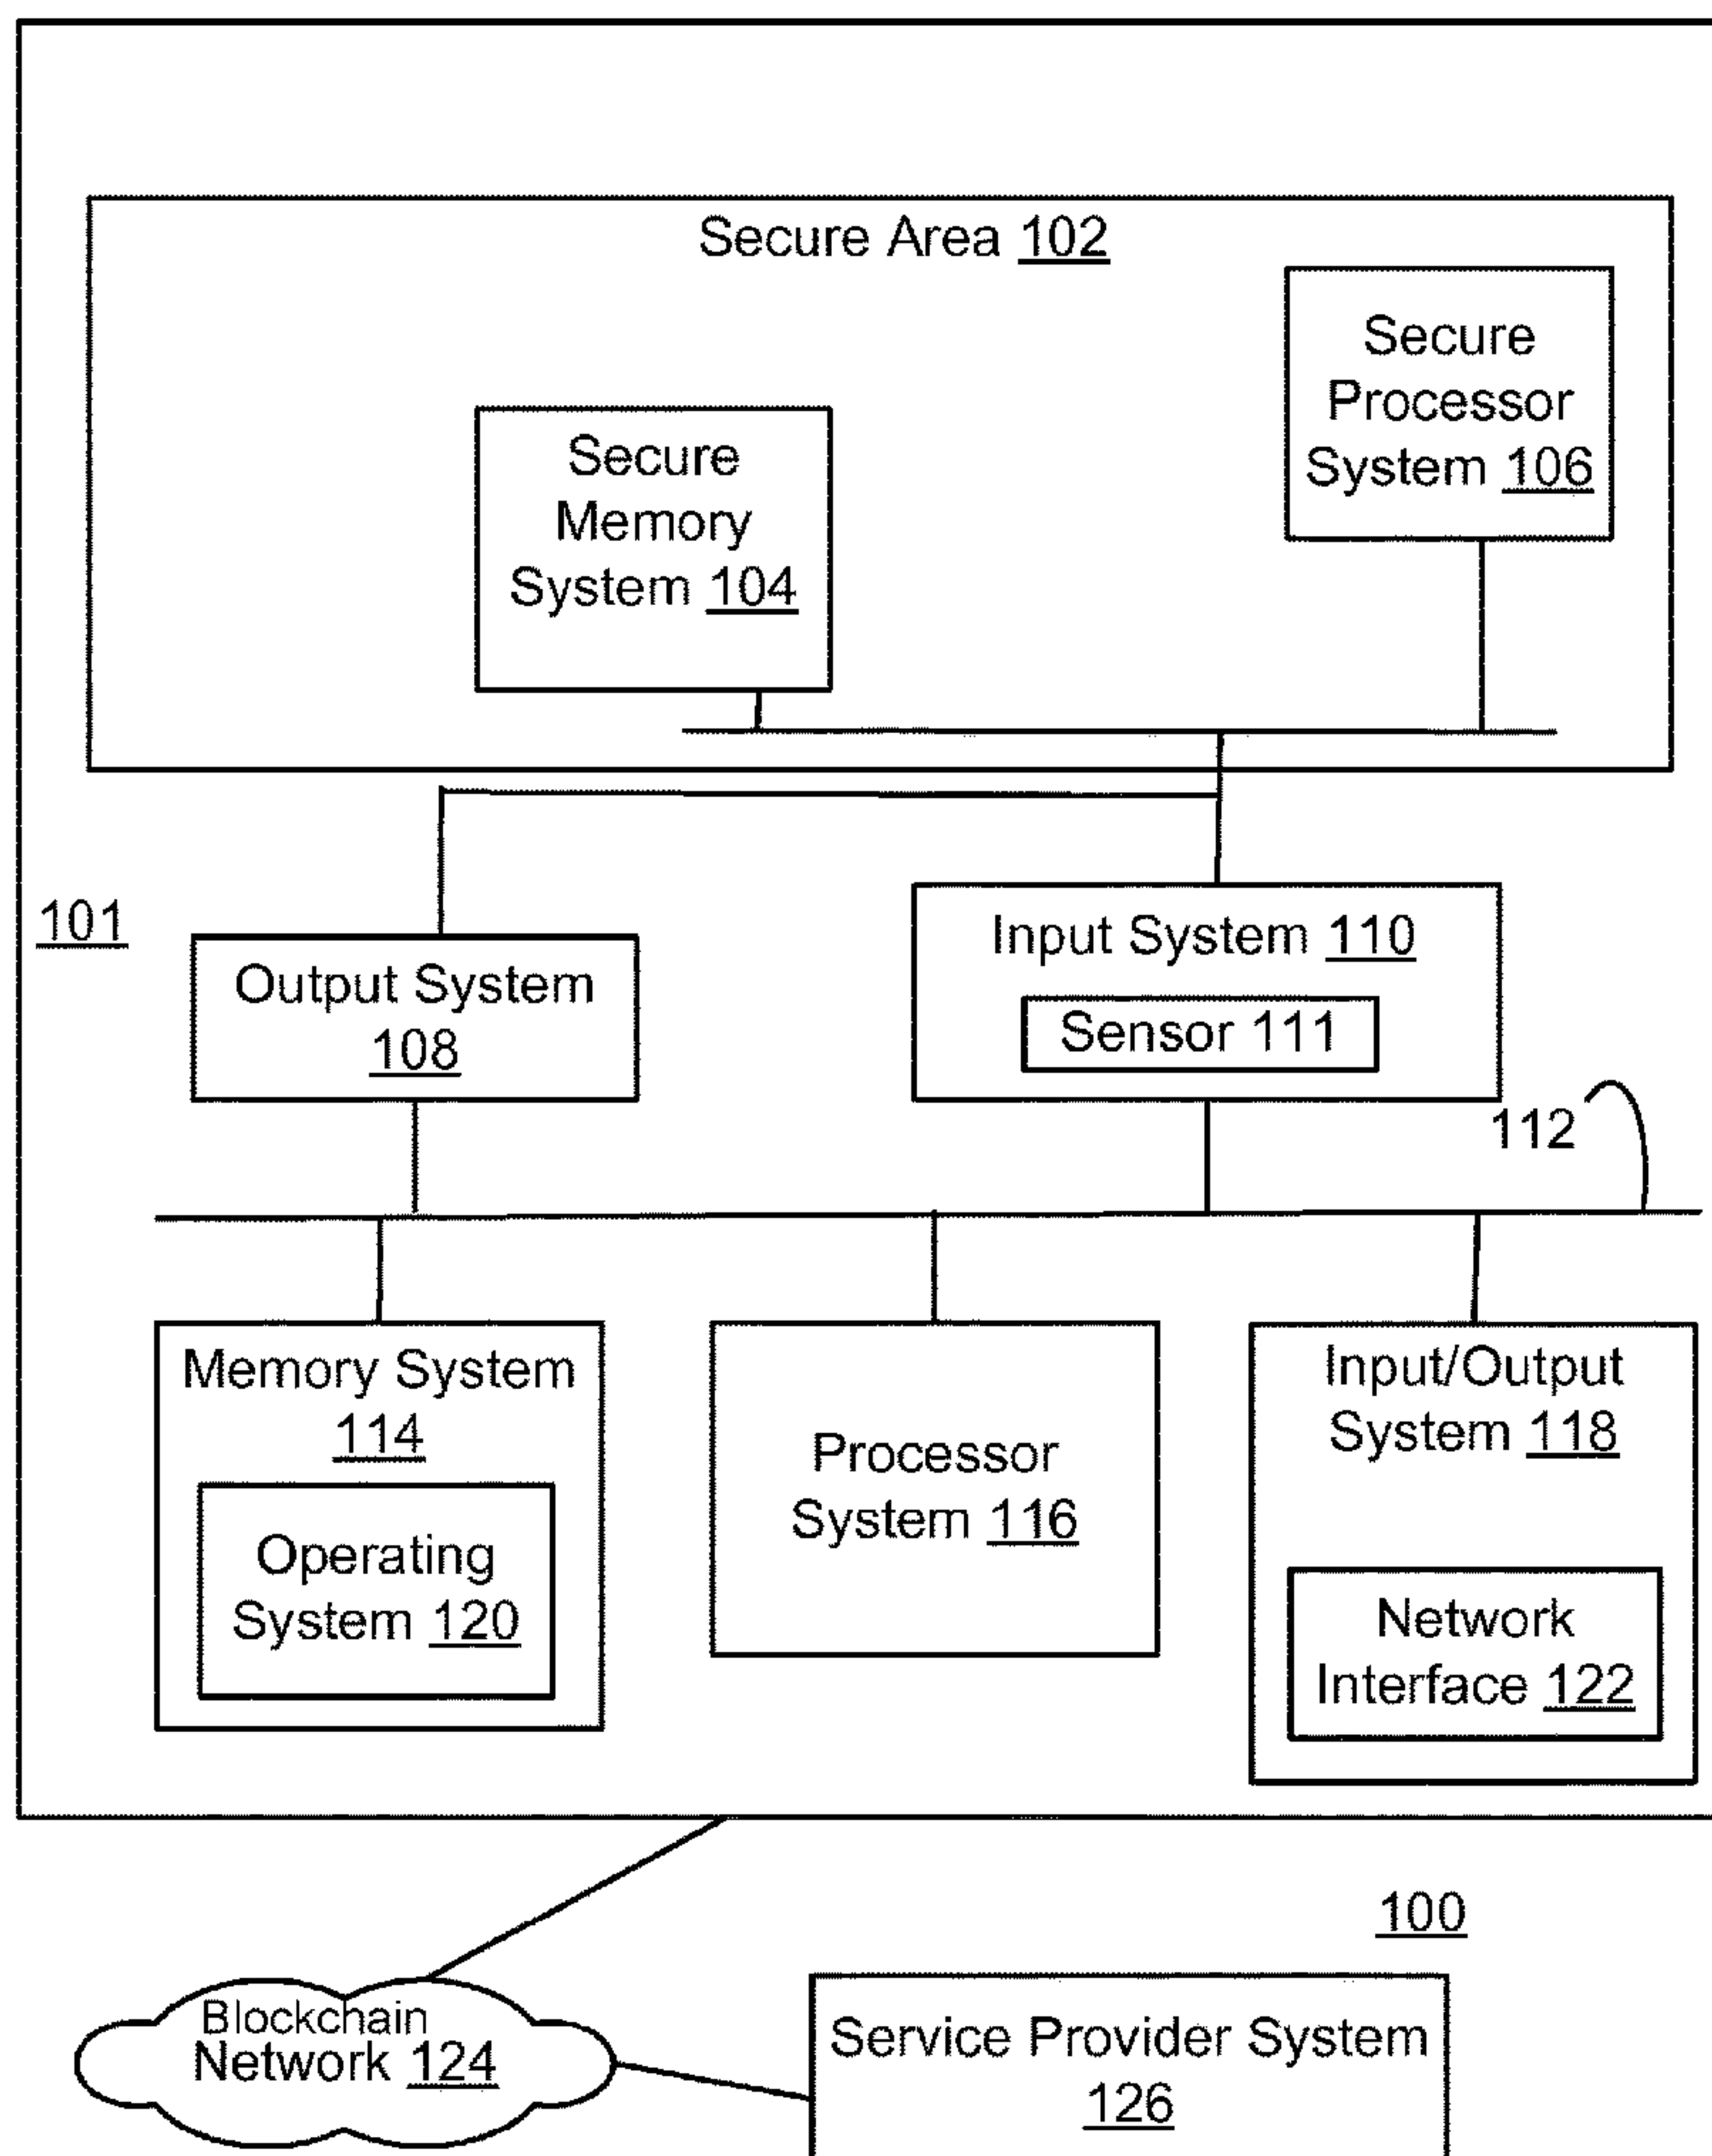 Secure Area 102
Secure
Processor
System 106
Secure
Memory
System 104
101
Output System
108
Input System 110
Sensor 111
112
Memory System
114
Operating
System 120
Processor
System 116
Input/Output
System 118
Network
Interface 122
100
Blockchain
Network 124
Service Provider System
126